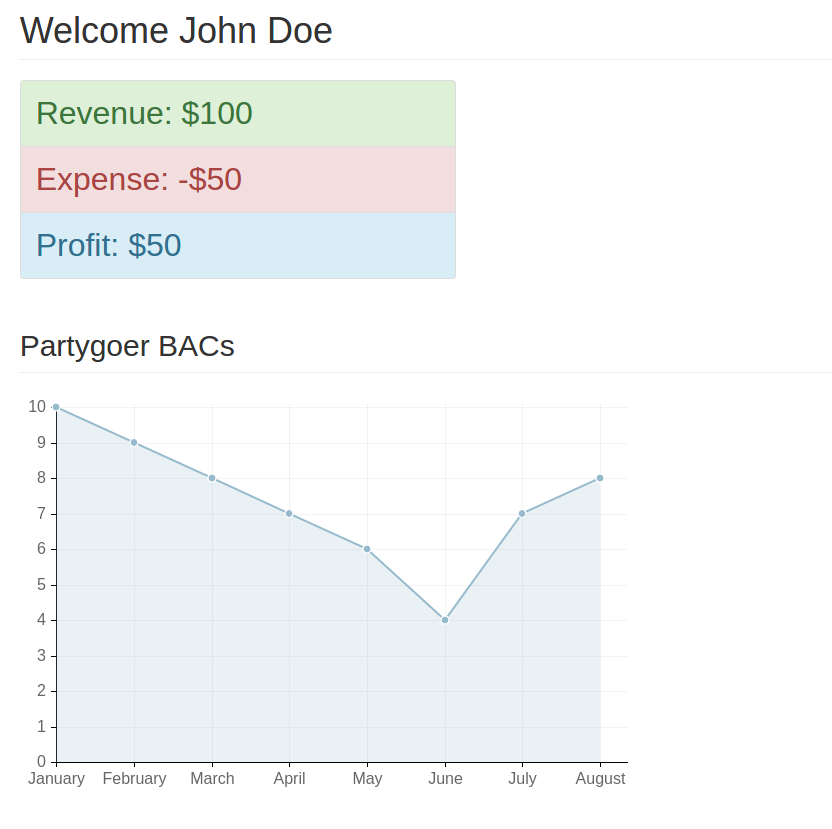 Welcome John Doe
Revenue: $100
Expense: -$50
Profit: $50
Partygoer BACs
10
9
8
7
6
5
4
3
2
1
0
January February March April May June July August